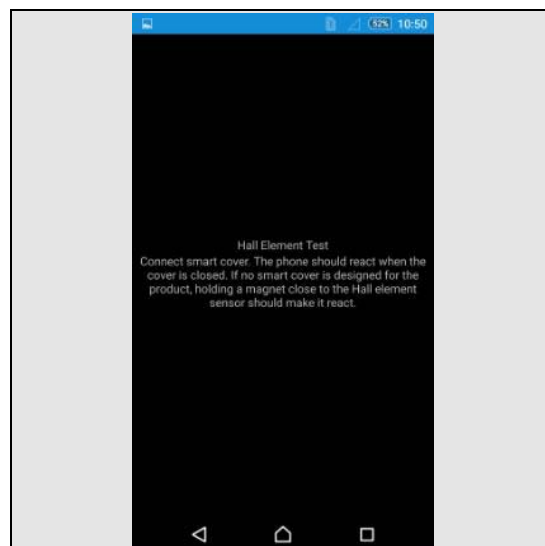 52% 10:50
Hall Element Test
Connect smart cover. The phone should react when the
cover is closed. If no smart cover is designed for the
product, holding a magnet close to the Hall element
sensor should make it react.